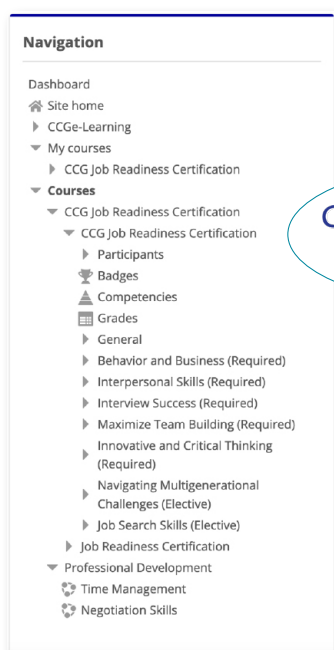 Navigation
Dashboard
Site home
CCGe-Learning
My courses
CCG Job Readiness Certification
Courses
CCG Job Readiness Certification
CCG Job Readiness Certification
Participants
Badges
Competencies
Grades
General
Behavior and Business (Required)
Interpersonal Skills (Required)
Interview Success (Required)
Maximize Team Building (Required)
Innovative and Critical Thinking
(Required)
Navigating Multigenerational
Challenges (Elective)
Job Search Skills (Elective)
Job Readiness Certification
Professional Development
Time Management
Negotiation Skills